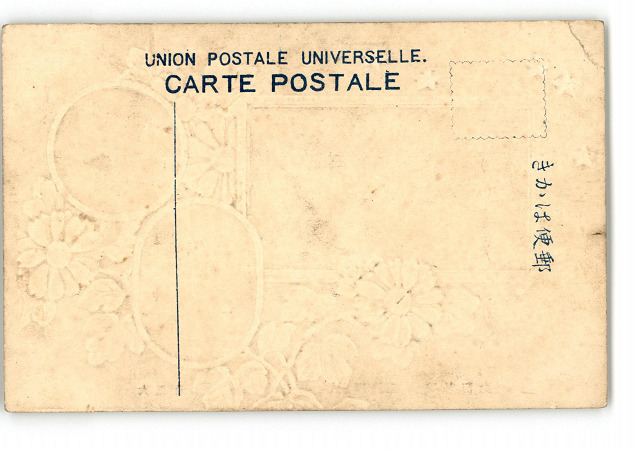 UNION POSTALE UNIVERSELLE.
CARTE POSTALE
郵便はかき